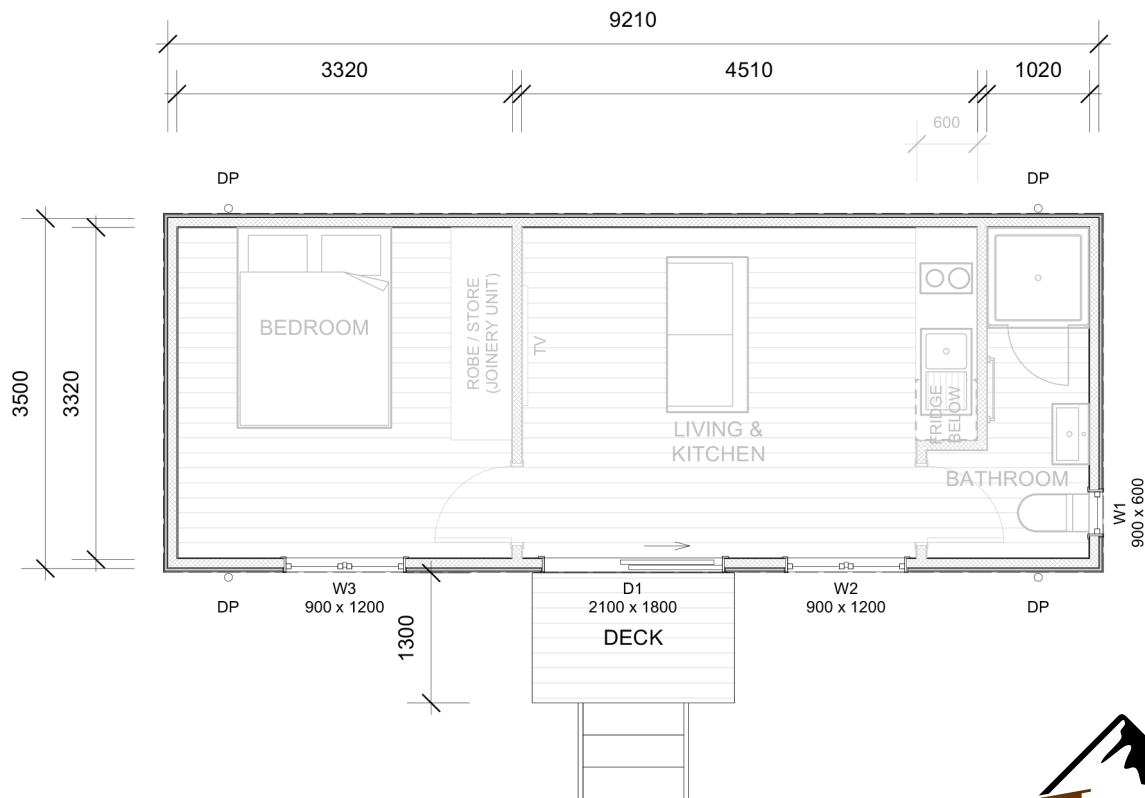 9210
3320
4510
1020
600
DP
DP
3500
3320
BEDROOM
ROBE / STORE
(JOINERY UNIT)
TV
LIVING &
KITCHEN
FRIDGE
BELOW
BATHROOM
W1
900 x 600
W3
900 x 1200
D1
2100 x 1800
W2
900 x 1200
DP
DP
1300
DECK